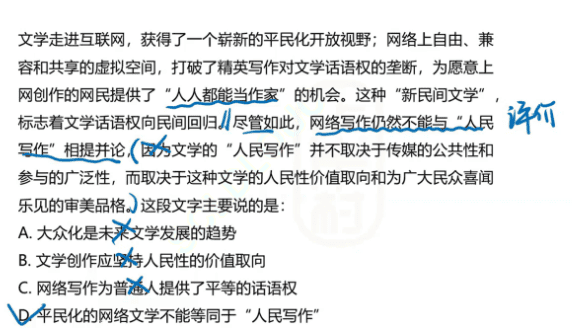 文学走进互联网，获得了一个崭新的平民化开放视野；网络上自由、兼
容和共享的虚拟空间，打破了精英写作对文学话语权的垄断，为愿意上
网创作的网民提供了“人人都能当作家”的机会。这种“新民间文学”，
标志着文学话语权向民间回归。尽管如此，网络写作仍然不能与“人民
写作”相提并论，因为文学的“人民写作”并不取决于传媒的公共性和
参与的广泛性，而取决于这种文学的人民性价值取向和为广大民众喜闻
乐见的审美品格。这段文字主要说的是：
A. 大众化是未来文学发展的趋势
B. 文学创作应坚持人民性的价值取向
C. 网络写作为普通人提供了平等的话语权
D. 平民化的网络文学不能等同于“人民写作”
评价
村